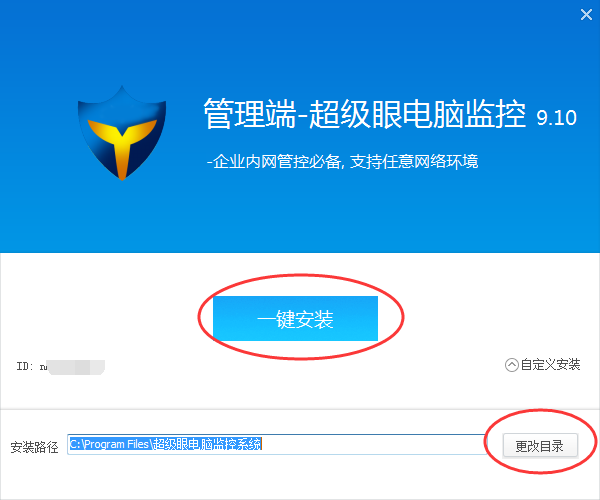 管理端-超级眼电脑监控 9.10
-企业内网管控必备, 支持任意网络环境
一键安装
ID:
自定义安装
安装路径 C:\Program Files\超级眼电脑监控系统 更改目录